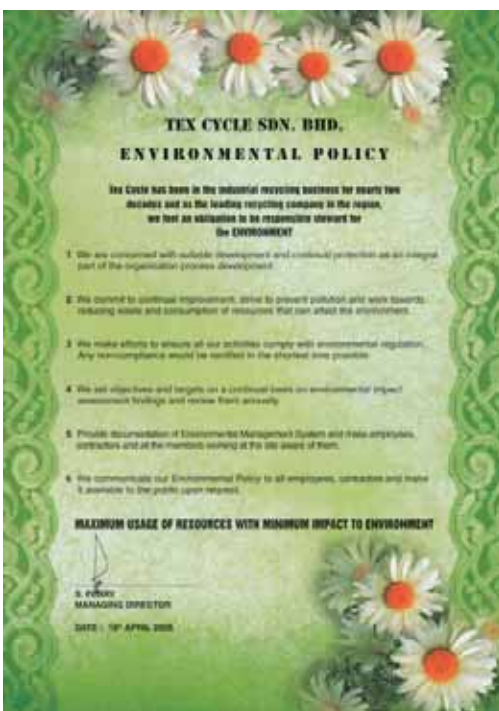 TEX CYCLE SDN. BHD.
ENVIRONMENTAL POLICY
Tex Cycle has been in the industrial recycling business for nearly two
decades and as the leading recycling company in the region,
we feel an obligation to be responsible steward for
the ENVIRONMENT
1 We are concerned with suitable development and continual protection as an integral
part of the organisation process development
2 We commit to continual improvement, strive to prevent pollution and work towards
reducing waste and consumption of resources that can affect the environment.
3 We make efforts to ensure all our activities comply with environmental regulation.
Any non-compliance would be rectified in the shortest time possible
4 We set objectives and targets on a continual basis on environmental impact
assessment findings and review them annually
5 Provide documentation of Environmental Management System and make employees,
contractors and all the members working at the site aware of them.
6 We communicate our Environmental Policy to all employees, contractors and make
it available to the public upon request.
MAXIMUM USAGE OF RESOURCES WITH MINIMUM IMPACT TO ENVIRONMENT
S.
MANAGING DIRECTOR
DATE : APRIL